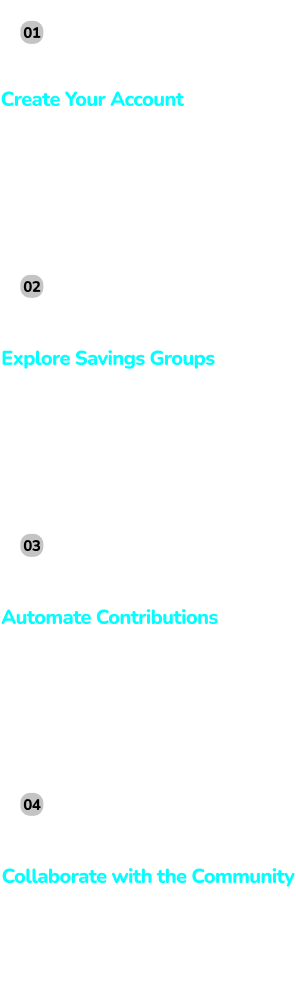 01
Create Your Account
02
Explore Savings Groups
03
Automate Contributions
04
Collaborate with the Community